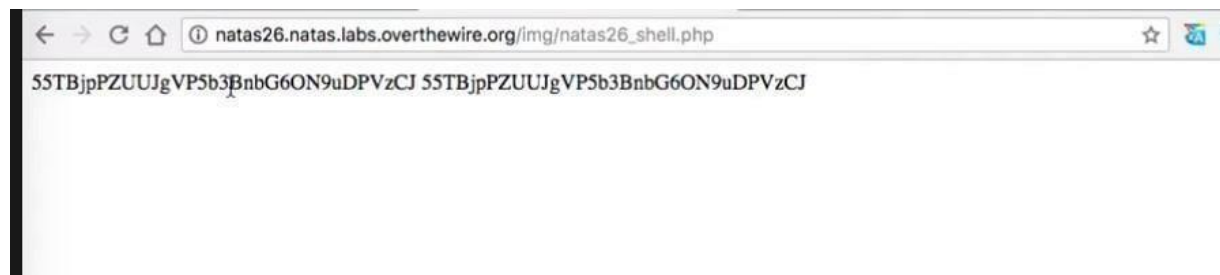 natas26.natas.labs.overthewire.org/img/natas26_shell.php
55TBjpPZUUJgVP5b3BnbG6ON9uDPVzCJ 55TBjpPZUUJgVP5b3BnbG6ON9uDPVzCJ